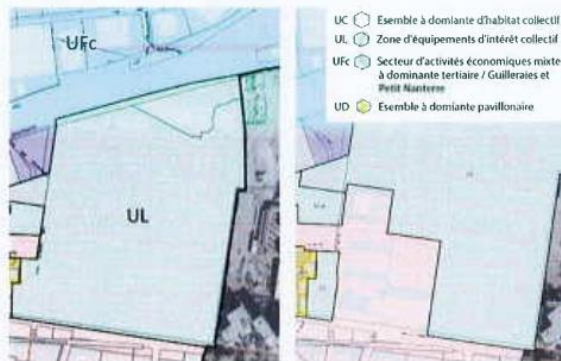 UFc
UL
UC Esemble à domiante d'habitat collectif
UL Zone d'équipements d'intérêt collectif
UFc Secteur d'activités économiques mixte
à dominante tertiaire / Guilleraies et
Petit Nanterre
UD Esemble à domiante pavillonaire